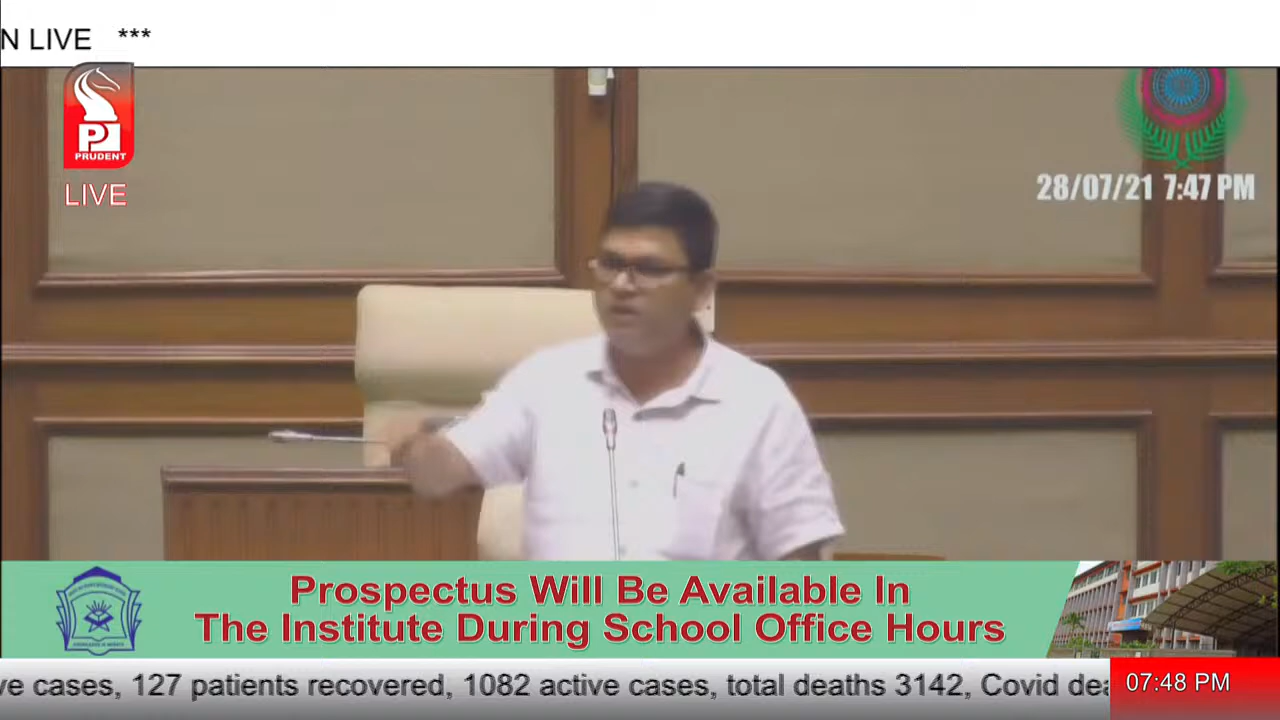 N LIVE ***
PRUDENT
LIVE
28/07/21 7:47 PM
Prospectus Will Be Available In
The Institute During School Office Hours
ve cases, 127 patients recovered, 1082 active cases, total deaths 3142, Covid dea
07:48 PM